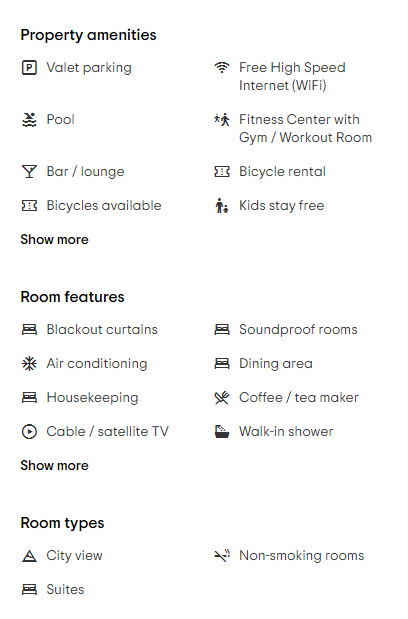 Property amenities
Valet parking
Free High Speed
Internet (WiFi)
Pool
Fitness Center with
Gym / Workout Room
Bar / lounge
Bicycle rental
Bicycles available
Kids stay free
Show more
Room features
Blackout curtains
Soundproof rooms
Air conditioning
Dining area
Housekeeping
Coffee / tea maker
Cable / satellite TV
Walk-in shower
Show more
Room types
City view
Non-smoking rooms
Suites